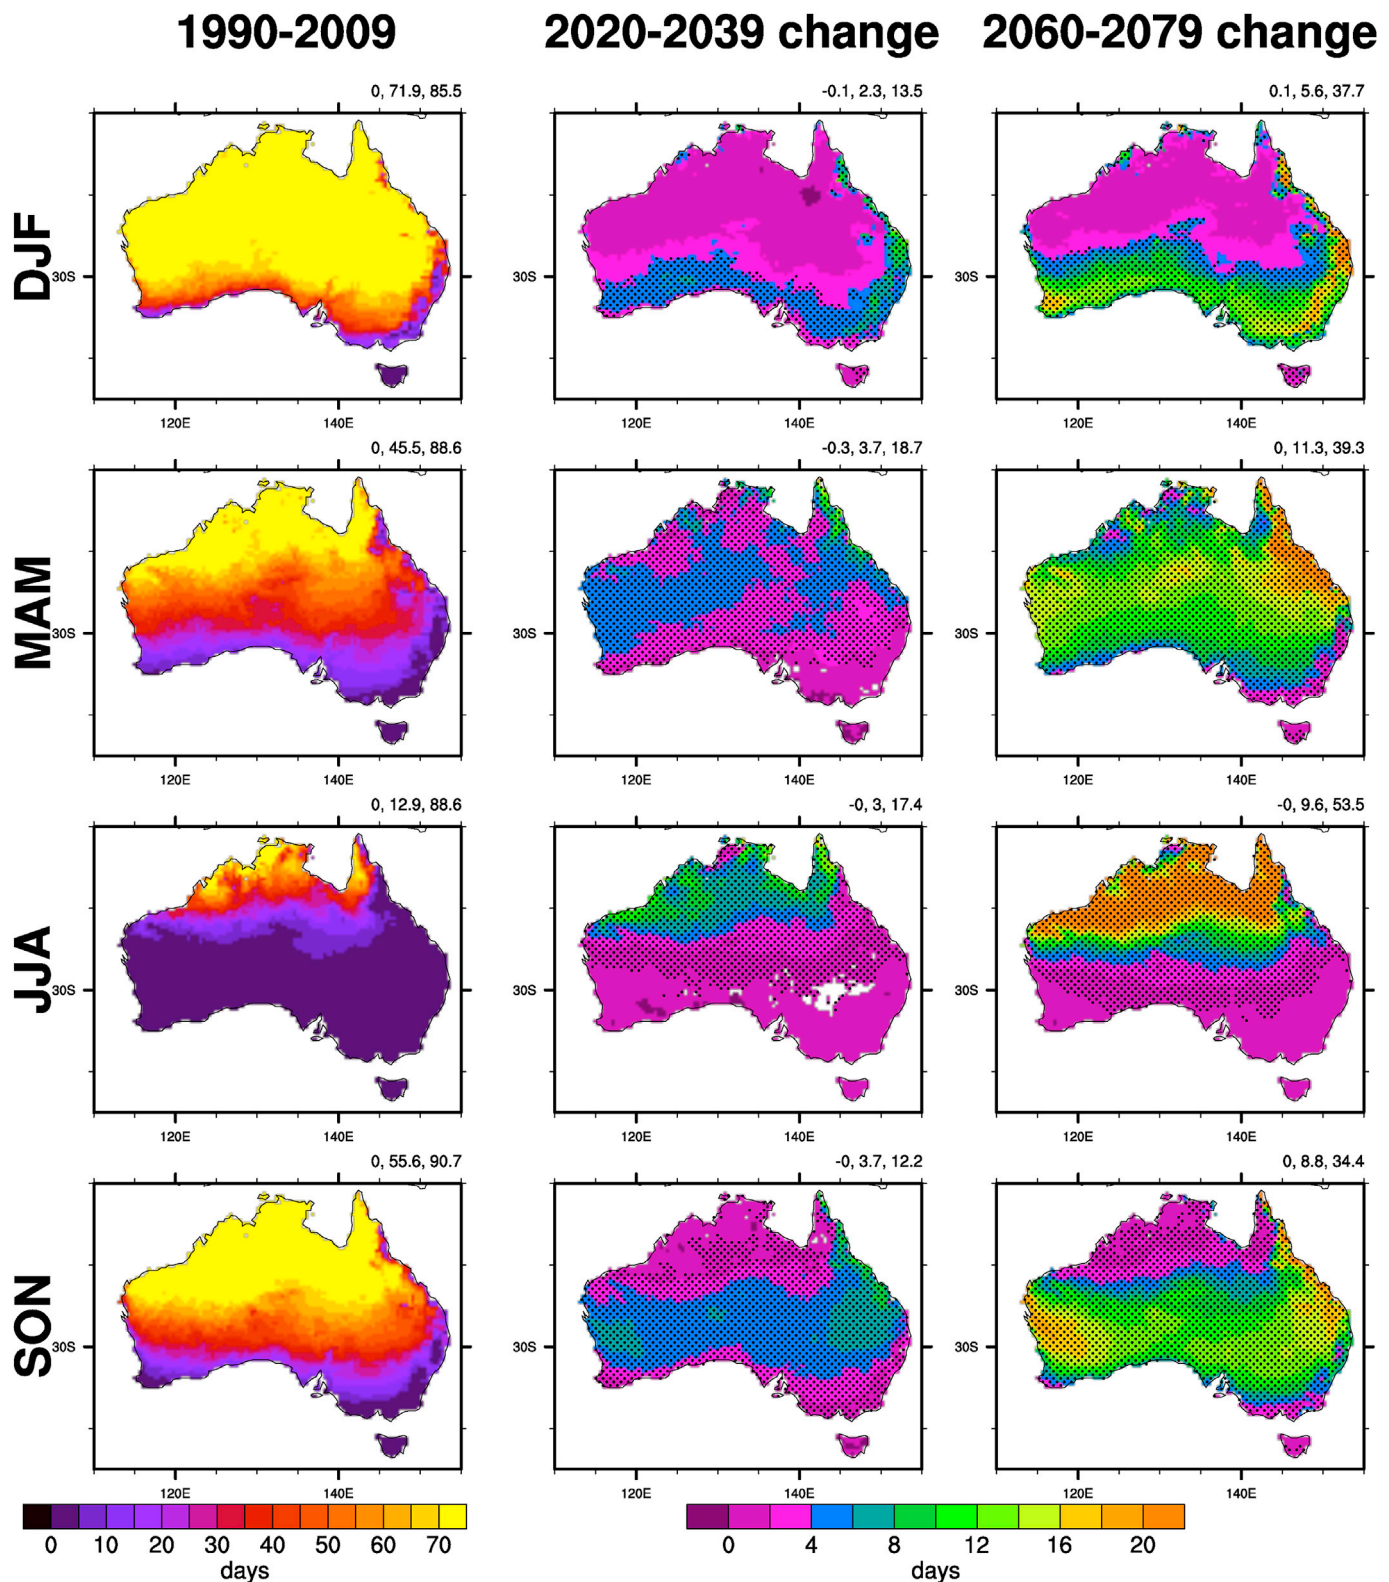 1990-2009 2020-2039 change 2060-2079 change
0, 71.9, 85.5 -0.1, 2.3, 13.5 0.1, 5.6, 37.7
DJF
30S 30S 30S
120E 140E 120E 140E 120E 140E
0, 45.5, 88.6 -0.3, 3.7, 18.7 0, 11.3, 39.3
MAM
30S 30S 30S
120E 140E 120E 140E 120E 140E
0, 12.9, 88.6 -0, 3, 17.4 -0, 9.6, 53.5
JJA
30S 30S 30S
120E 140E 120E 140E 120E 140E
0, 55.6, 90.7 -0, 3.7, 12.2 0, 8.8, 34.4
SON
30S 30S 30S
120E 140E 120E 140E 120E 140E
0 10 20 30 40 50 60 70 0 4 8 12 16 20
days days